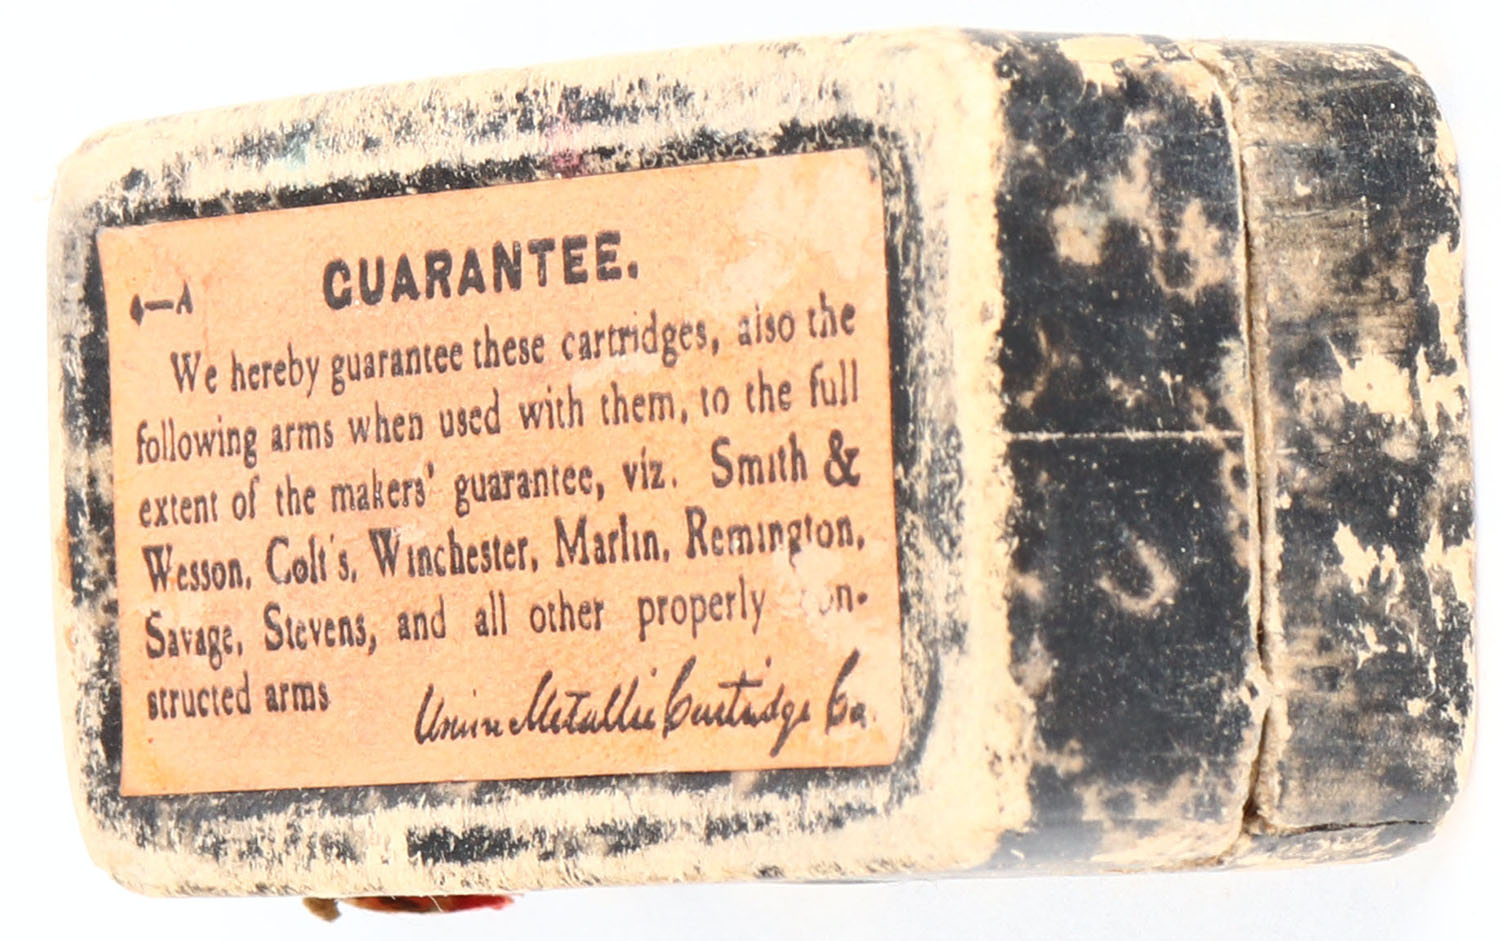 GUARANTEE.
4—A
We hereby guarantee these cartridges, also the
following arms when used with them, to the full
extent of the makers' guarantee, viz. Smith &
Wesson, Colt's, Winchester, Marlin, Remington,
Savage, Stevens, and all other properly
structed arms
Union Metallic Cartridge Co.